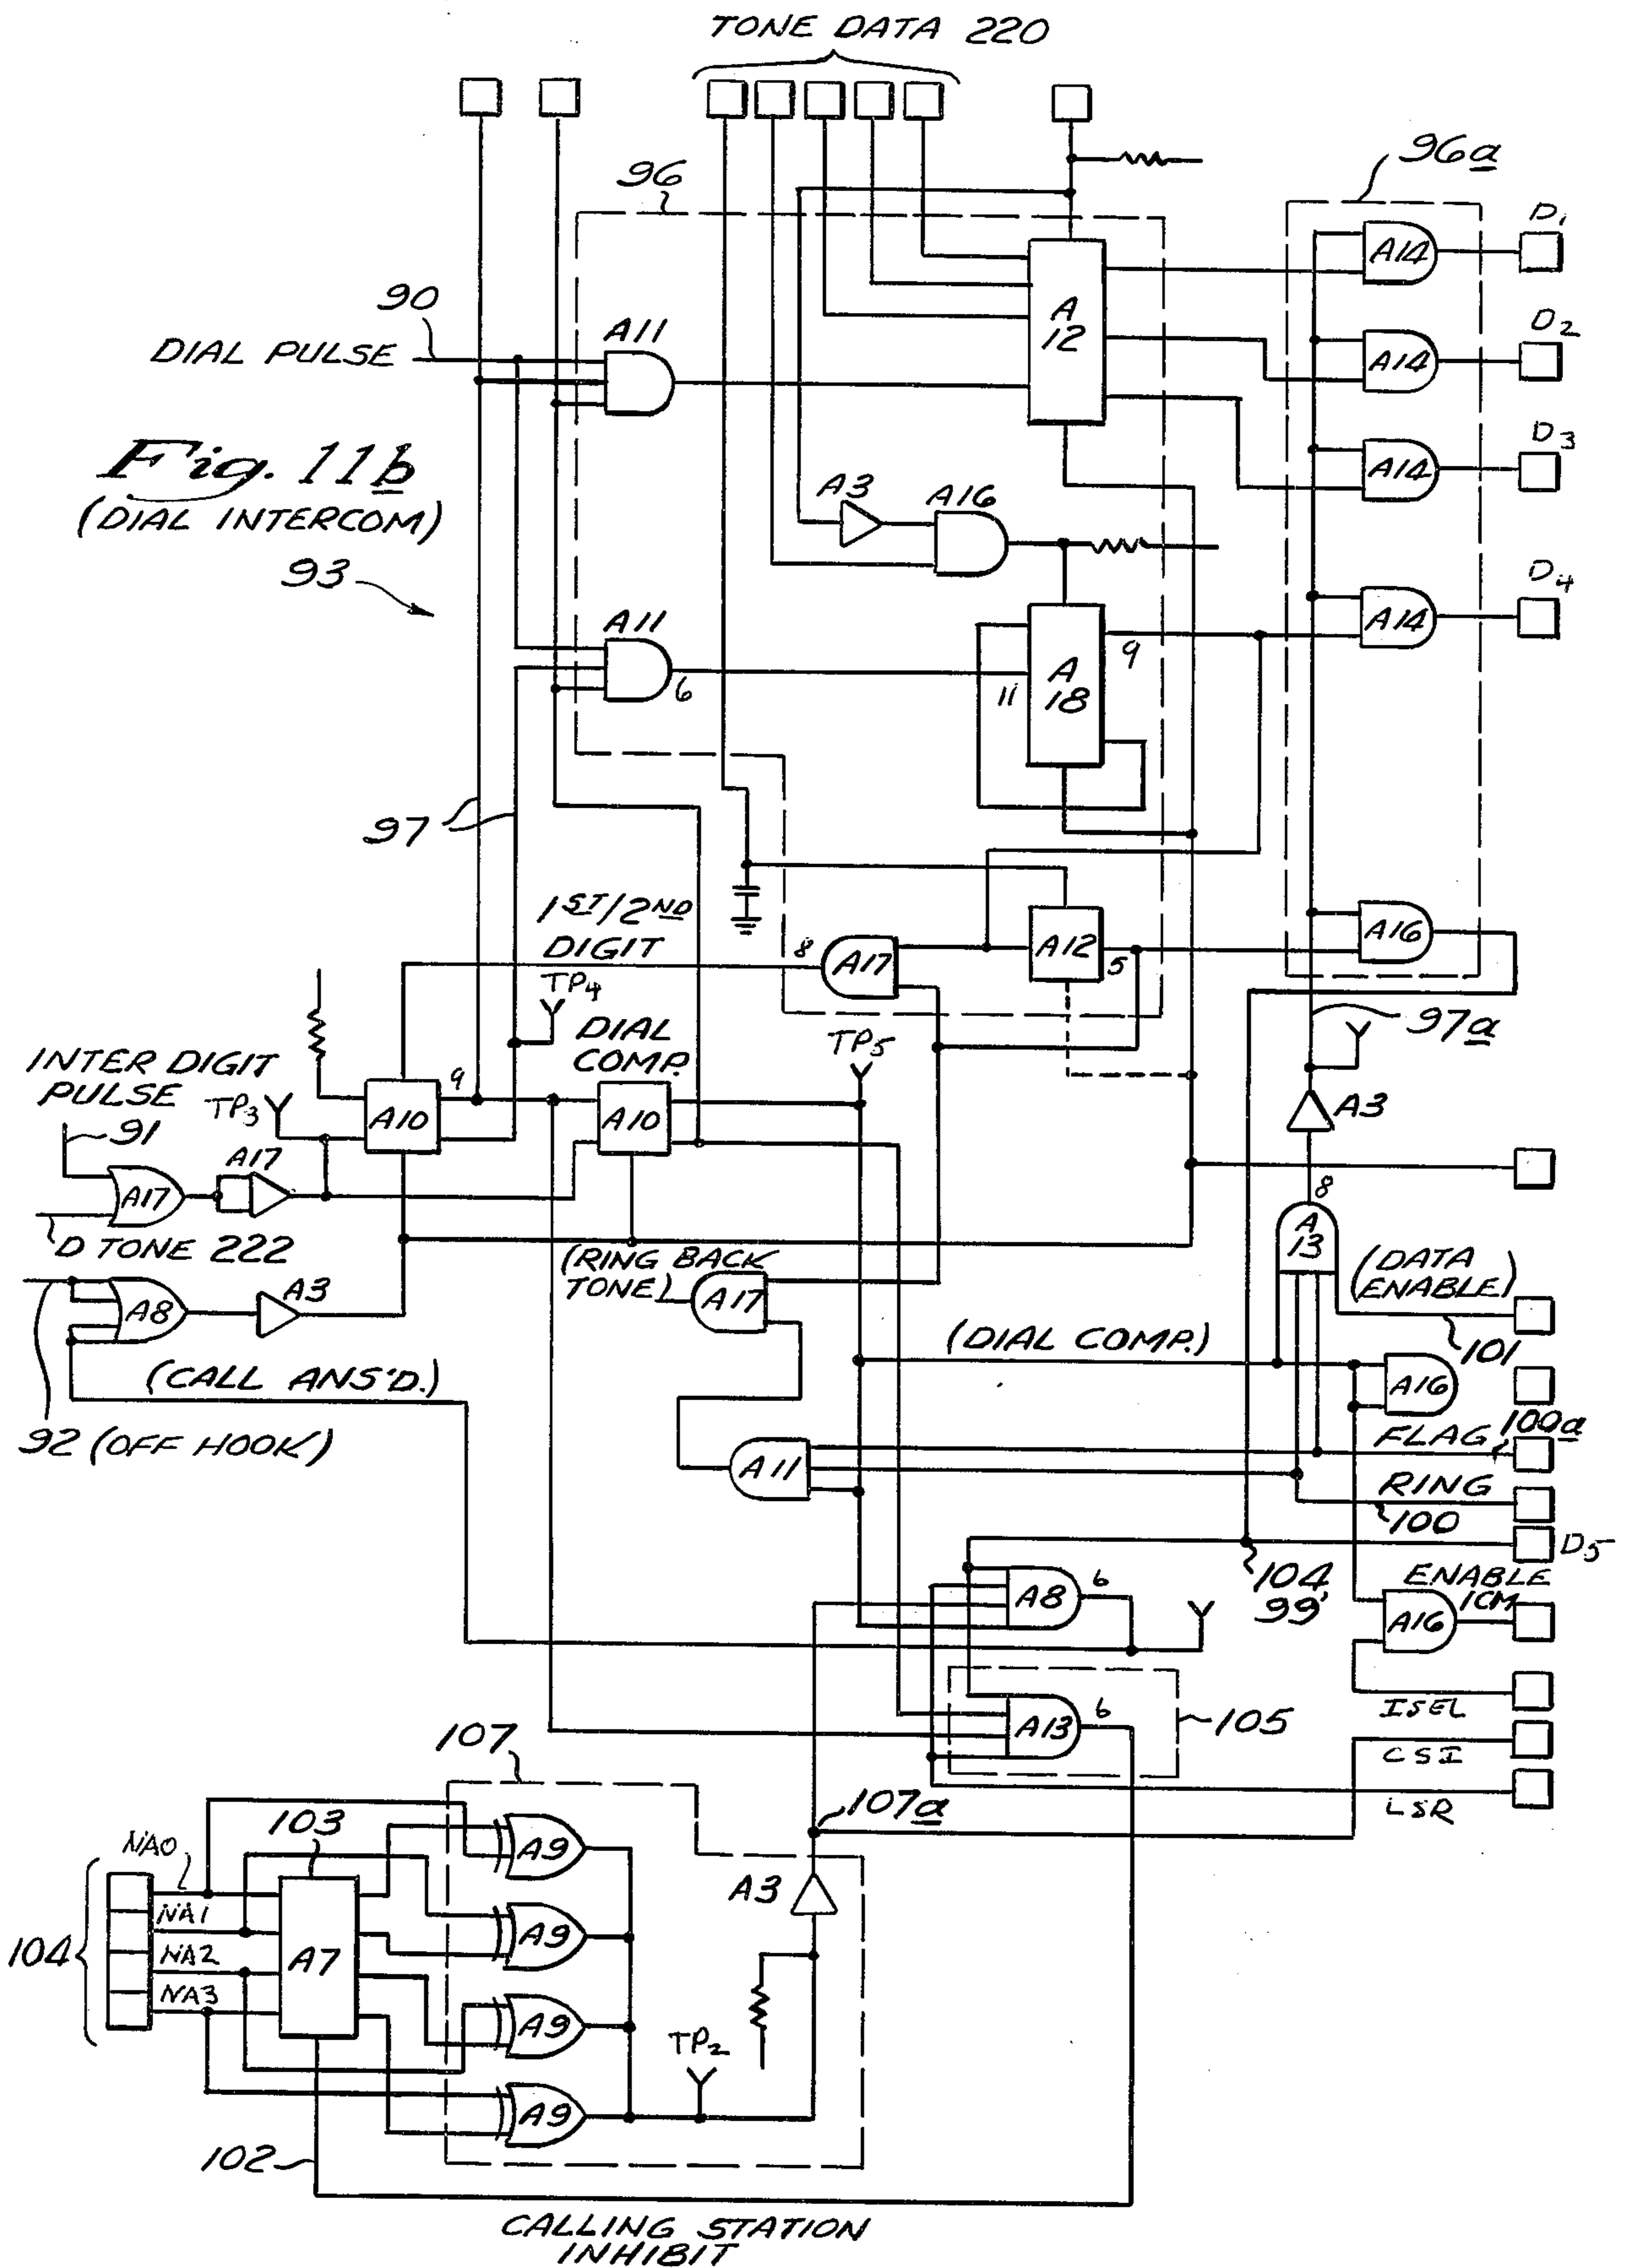 TONE DATA 220
96a
96
D1
A14
90
A11
A
12
D2
DIAL PULSE
A14
Fig. 11b
(DIAL INTERCOM)
D3
A14
A3
A16
93
D4
A14
A11
6
11
A
18
9
97
1ST/2ND
DIGIT
8
A17
A12
5
A16
TP4
97a
DIAL
COMP.
TP5
INTER DIGIT
PULSE
TP3
A10
9
A10
A3
91
A17
A17
D TONE 222
8
A
13
(RING BACK
TONE)
A17
(DATA
ENABLE)
A8
A3
101
(DIAL COMP.)
A16
(CALL ANS'D.)
92 (OFF HOOK)
100a
FLAG
A11
RING
100
D5
104,
99'
A8
6
ENABLE
ICM
A16
ISEL
A13
6
105
CSI
LSR
107
107a
103
NA0
A9
A3
NA1
104
A7
A9
NA2
NA3
A9
TP2
A9
102
CALLING STATION
INHIBIT